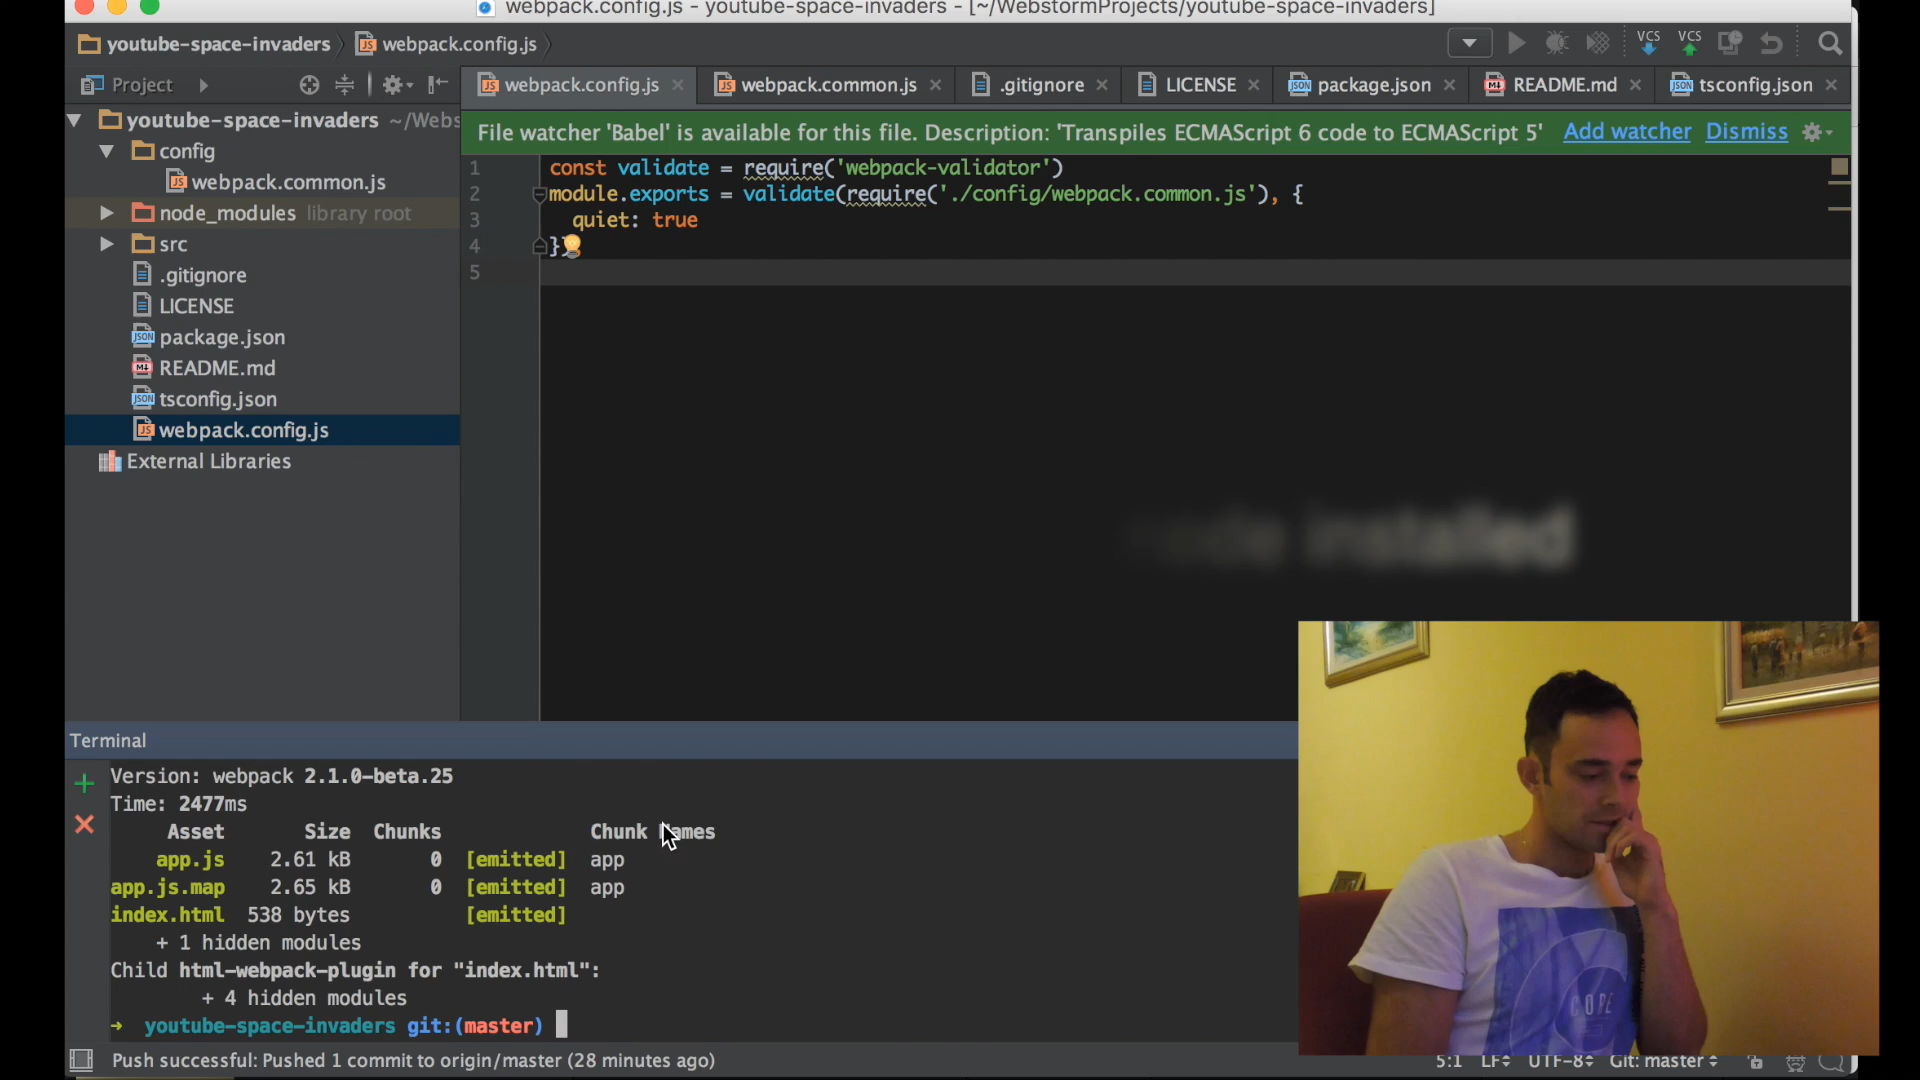 webpack.config.js - youtube-space-invaders - [~/WebstormProjects/youtube-space-invaders]
youtube-space-invaders webpack.config.js
VCS VCS
Project
webpack.config.js webpack.common.js .gitignore LICENSE package.json README.md tsconfig.json
File watcher 'Babel' is available for this file. Description: 'Transpiles ECMAScript 6 code to ECMAScript 5' Add watcher Dismiss
youtube-space-invaders ~/Webs
config
webpack.common.js
node_modules library root
src
.gitignore
LICENSE
package.json
README.md
tsconfig.json
webpack.config.js
External Libraries
1 const validate = require('webpack-validator')
2 module.exports = validate(require('./config/webpack.common.js'), {
3 quiet: true
4 })
5
node installed
Terminal
Version: webpack 2.1.0-beta.25
Time: 2477ms
Asset Size Chunks Chunk Names
app.js 2.61 kB 0 [emitted] app
app.js.map 2.65 kB 0 [emitted] app
index.html 538 bytes [emitted]
+ 1 hidden modules
Child html-webpack-plugin for "index.html":
+ 4 hidden modules
→ youtube-space-invaders git:(master)
CODE
Push successful: Pushed 1 commit to origin/master (28 minutes ago)
5:1 LF UTF-8 Git: master